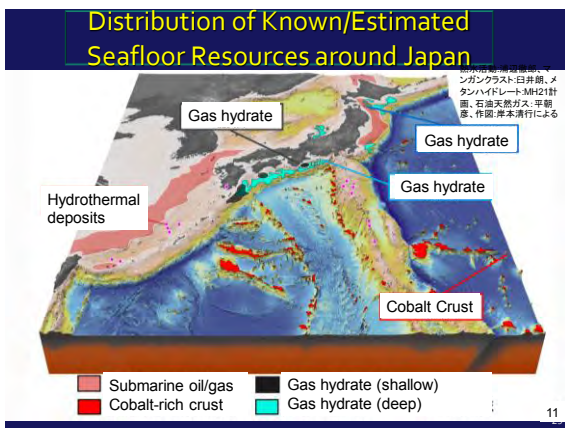 Distribution of Known/Estimated
Seafloor Resources around Japan
ンガンクラスト:臼井朗、メ
タンハイドレート:MH21計
画、石油天然ガス:平朝
彦、作図:岸本清行による
Gas hydrate
Gas hydrate
Gas hydrate
Hydrothermal
deposits
Cobalt Crust
Submarine oil/gas
Gas hydrate (shallow)
Cobalt-rich crust
Gas hydrate (deep)
11